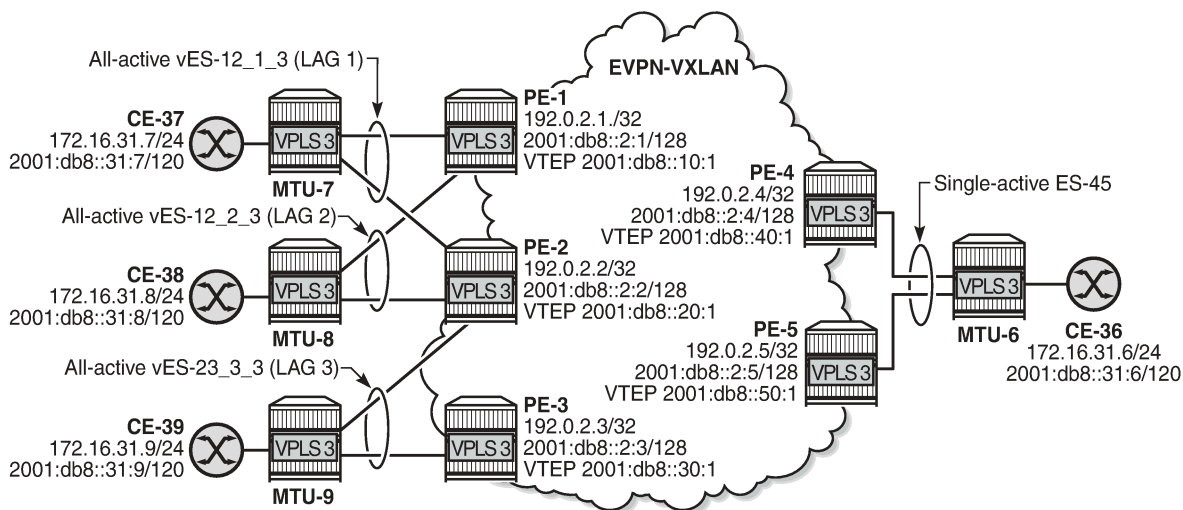 All-active vES-12_1_3 (LAG 1)
EVPN-VXLAN
CE-37
172.16.31.7/24
2001:db8::31:7/120
VPLS 3
MTU-7
VPLS 3
PE-1
192.0.2.1./32
2001:db8::2:1/128
VTEP 2001:db8::10:1
All-active vES-12_2_3 (LAG 2)
CE-38
172.16.31.8/24
2001:db8::31:8/120
VPLS 3
MTU-8
VPLS 3
PE-2
192.0.2.2/32
2001:db8::2:2/128
VTEP 2001:db8::20:1
All-active vES-23_3_3 (LAG 3)
CE-39
172.16.31.9/24
2001:db8::31:9/120
VPLS 3
MTU-9
VPLS 3
PE-3
192.0.2.3/32
2001:db8::2:3/128
VTEP 2001:db8::30:1
PE-4
192.0.2.4/32
2001:db8::2:4/128
VTEP 2001:db8::40:1
VPLS 3
PE-5
192.0.2.5/32
2001:db8::2:5/128
VTEP 2001:db8::50:1
VPLS 3
Single-active ES-45
VPLS 3
MTU-6
CE-36
172.16.31.6/24
2001:db8::31:6/120